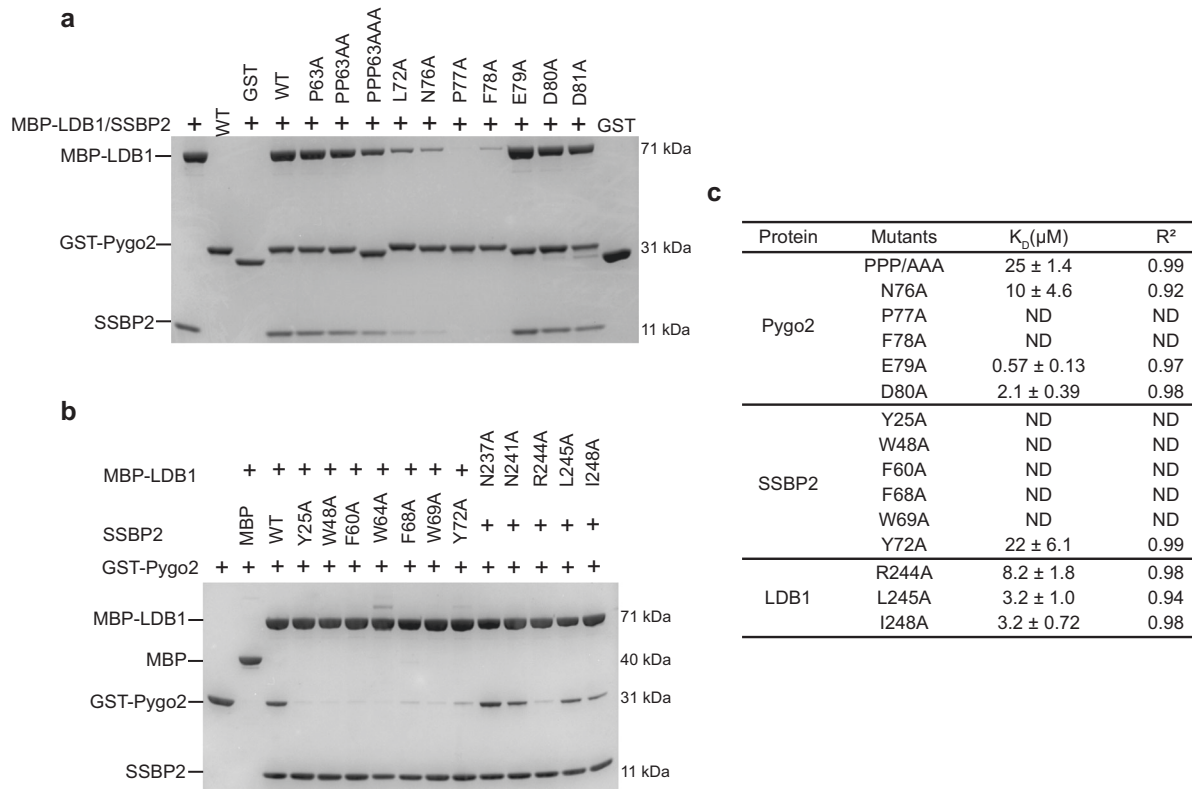 a
MBP-LDB1/SSBP2 + WT GST WT P63A PP63AA PPP63AAA L72A N76A P77A F78A E79A D80A D81A GST
+ + + + + + + + + + + +
MBP-LDB1 71 kDa
GST-Pygo2 31 kDa
SSBP2 11 kDa
b
MBP-LDB1 + + + + + + + + + N237A N241A R244A L245A I248A
SSBP2 MBP WT Y25A W48A F60A W64A F68A W69A Y72A + + + + +
GST-Pygo2 + + + + + + + + + + + + + + +
MBP-LDB1 71 kDa
MBP 40 kDa
GST-Pygo2 31 kDa
SSBP2 11 kDa
c
Protein Mutants K_D(µM) R²
Pygo2
PPP/AAA 25 ± 1.4 0.99
N76A 10 ± 4.6 0.92
P77A ND ND
F78A ND ND
E79A 0.57 ± 0.13 0.97
D80A 2.1 ± 0.39 0.98
SSBP2
Y25A ND ND
W48A ND ND
F60A ND ND
F68A ND ND
W69A ND ND
Y72A 22 ± 6.1 0.99
LDB1
R244A 8.2 ± 1.8 0.98
L245A 3.2 ± 1.0 0.94
I248A 3.2 ± 0.72 0.98